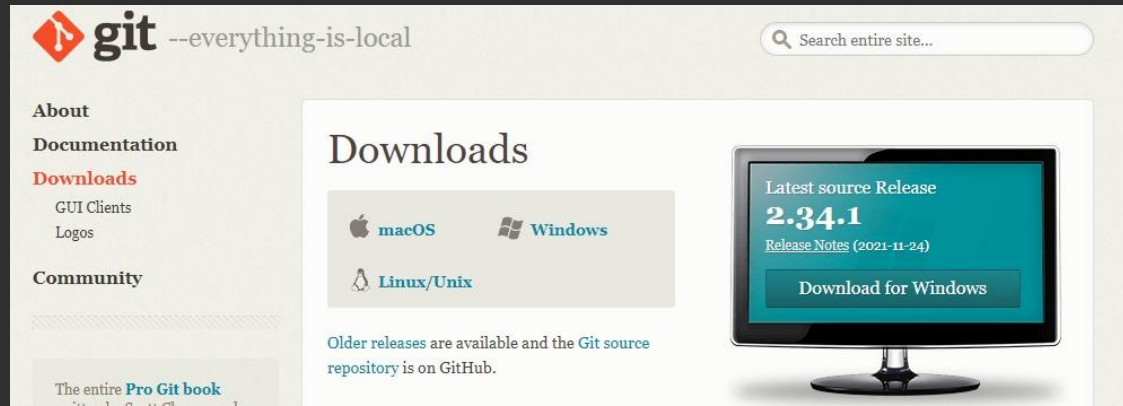 git --everything-is-local
Search entire site...
About
Documentation
Downloads
GUI Clients
Logos
Community
The entire Pro Git book
Downloads
macOS
Windows
Linux/Unix
Older releases are available and the Git source
repository is on GitHub.
Latest source Release
2.34.1
Release Notes (2021-11-24)
Download for Windows